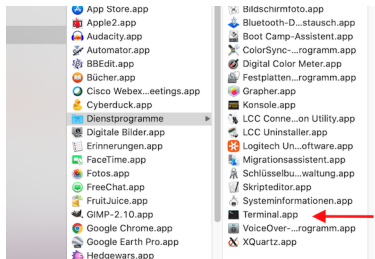 App Store.app
Apple2.app
Audacity.app
Automator.app
BBEdit.app
Bücher.app
Cisco Webex...eetings.app
Cyberduck.app
Dienstprogramme
Digitale Bilder.app
Erinnerungen.app
FaceTime.app
Fotos.app
FreeChat.app
FruitJuice.app
GIMP-2.10.app
Google Chrome.app
Google Earth Pro.app
Hedgewars.app
Bildschirmfoto.app
Bluetooth-D...stausch.app
Boot Camp-Assistent.app
ColorSync-...rogramm.app
Digital Color Meter.app
Festplatten...rogramm.app
Grapher.app
Konsole.app
LCC Conne...on Utility.app
LCC Uninstaller.app
Logitech Un...oftware.app
Migrationsassistent.app
Schlüsselbu...waltung.app
Skripteditor.app
Systeminformationen.app
Terminal.app
VoiceOver-...rogramm.app
XQuartz.app